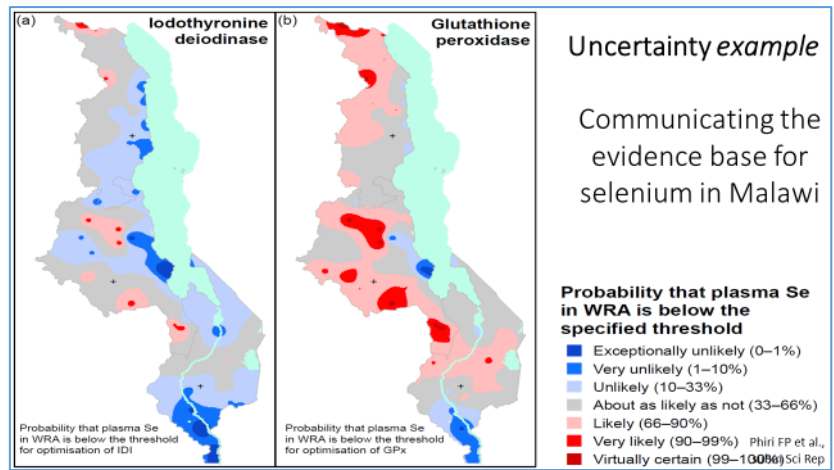 (a)
Iodothyronine
deiodinase
(b)
Glutathione
peroxidase
Probability that plasma Se
in WRA is below the threshold
for optimisation of IDI
Probability that plasma Se
in WRA is below the threshold
for optimisation of GPx
Uncertainty example
Communicating the
evidence base for
selenium in Malawi
Probability that plasma Se
in WRA is below the
specified threshold
Exceptionally unlikely (0–1%)
Very unlikely (1–10%)
Unlikely (10–33%)
About as likely as not (33–66%)
Likely (66–90%)
Very likely (90–99%)
Virtually certain (99–100%)
Phiri FP et al.,
Sci Rep